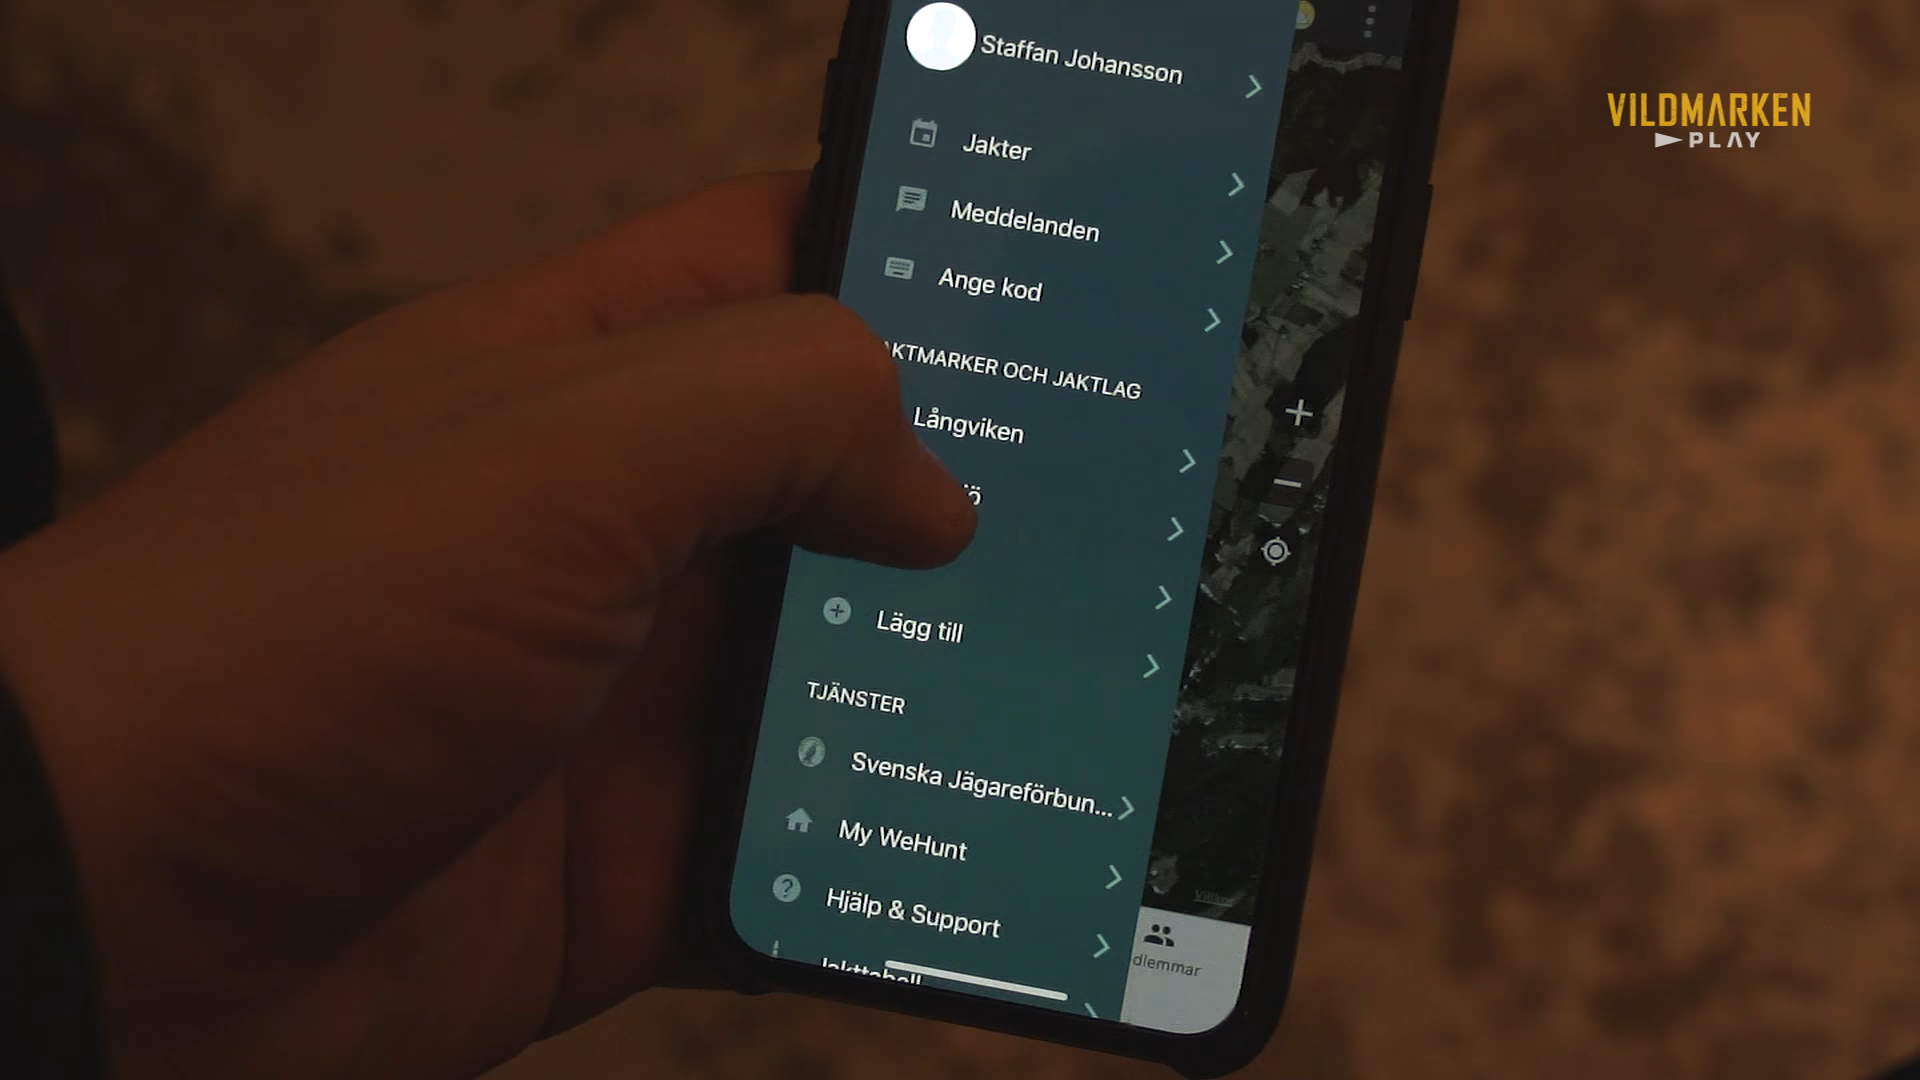 Staffan Johansson
VILDMARKEN
PLAY
Jakter
Meddelanden
Ange kod
AKTMARKER OCH JAKTLAG
Långviken
Lägg till
TJÄNSTER
Svenska Jägareförbun...
My WeHunt
Hjälp & Support
dlemmar